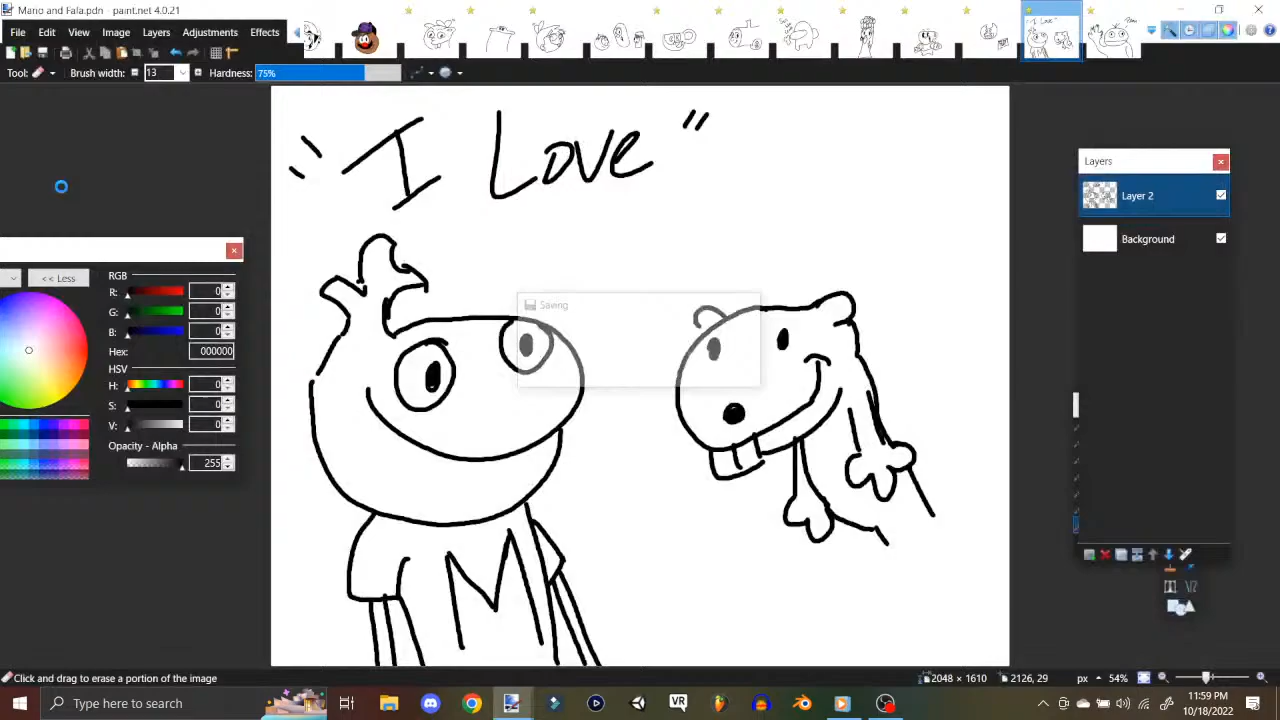 Mario and Fala.pdn - paint.net 4.0.21
File Edit View Image Layers Adjustments Effects
Tool: Brush width: 13 Hardness: 75%
" I Love "
Layers
Layer 2
Background
Saving
<< Less
RGB
R: 0
G: 0
B: 0
Hex: 000000
HSV
H: 0
S: 0
V: 0
Opacity - Alpha
255
M
Click and drag to erase a portion of the image
2048 × 1610
2126, 29
px
54%
Type here to search
VR
11:59 PM
10/18/2022